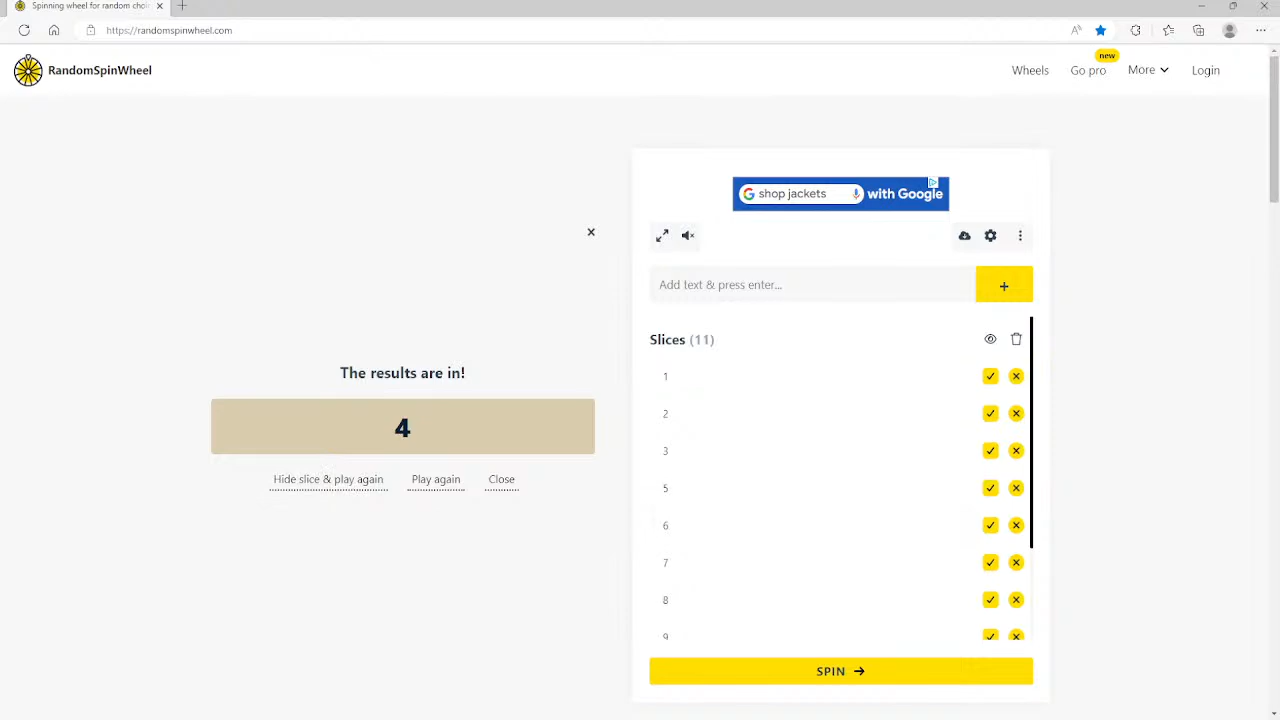 Spinning wheel for random choi
https://randomspinwheel.com
RandomSpinWheel
Wheels
Go pro
new
More
Login
shop jackets with Google
Add text & press enter...
+
Slices (11)
1
2
3
5
6
7
8
9
SPIN →
The results are in!
4
Hide slice & play again
Play again
Close